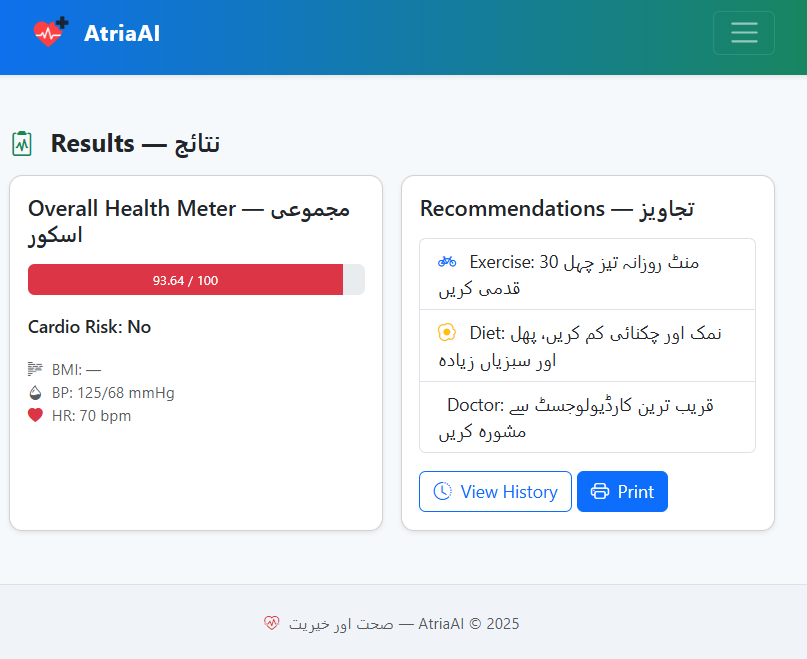 AtriaAI
Results — نتائج
Overall Health Meter — مجموعی
اسکور
93.64 / 100
Cardio Risk: No
BMI: —
BP: 125/68 mmHg
HR: 70 bpm
Recommendations — تجاویز
Exercise: 30 منٹ روزانہ تیز چہل
قدمی کریں
Diet: نمک اور چکنائی کم کریں، پھل
اور سبزیاں زیادہ
Doctor: قریب ترین کارڈیولوجسٹ سے
مشورہ کریں
View History
Print
صحت اور خیریت — AtriaAI © 2025